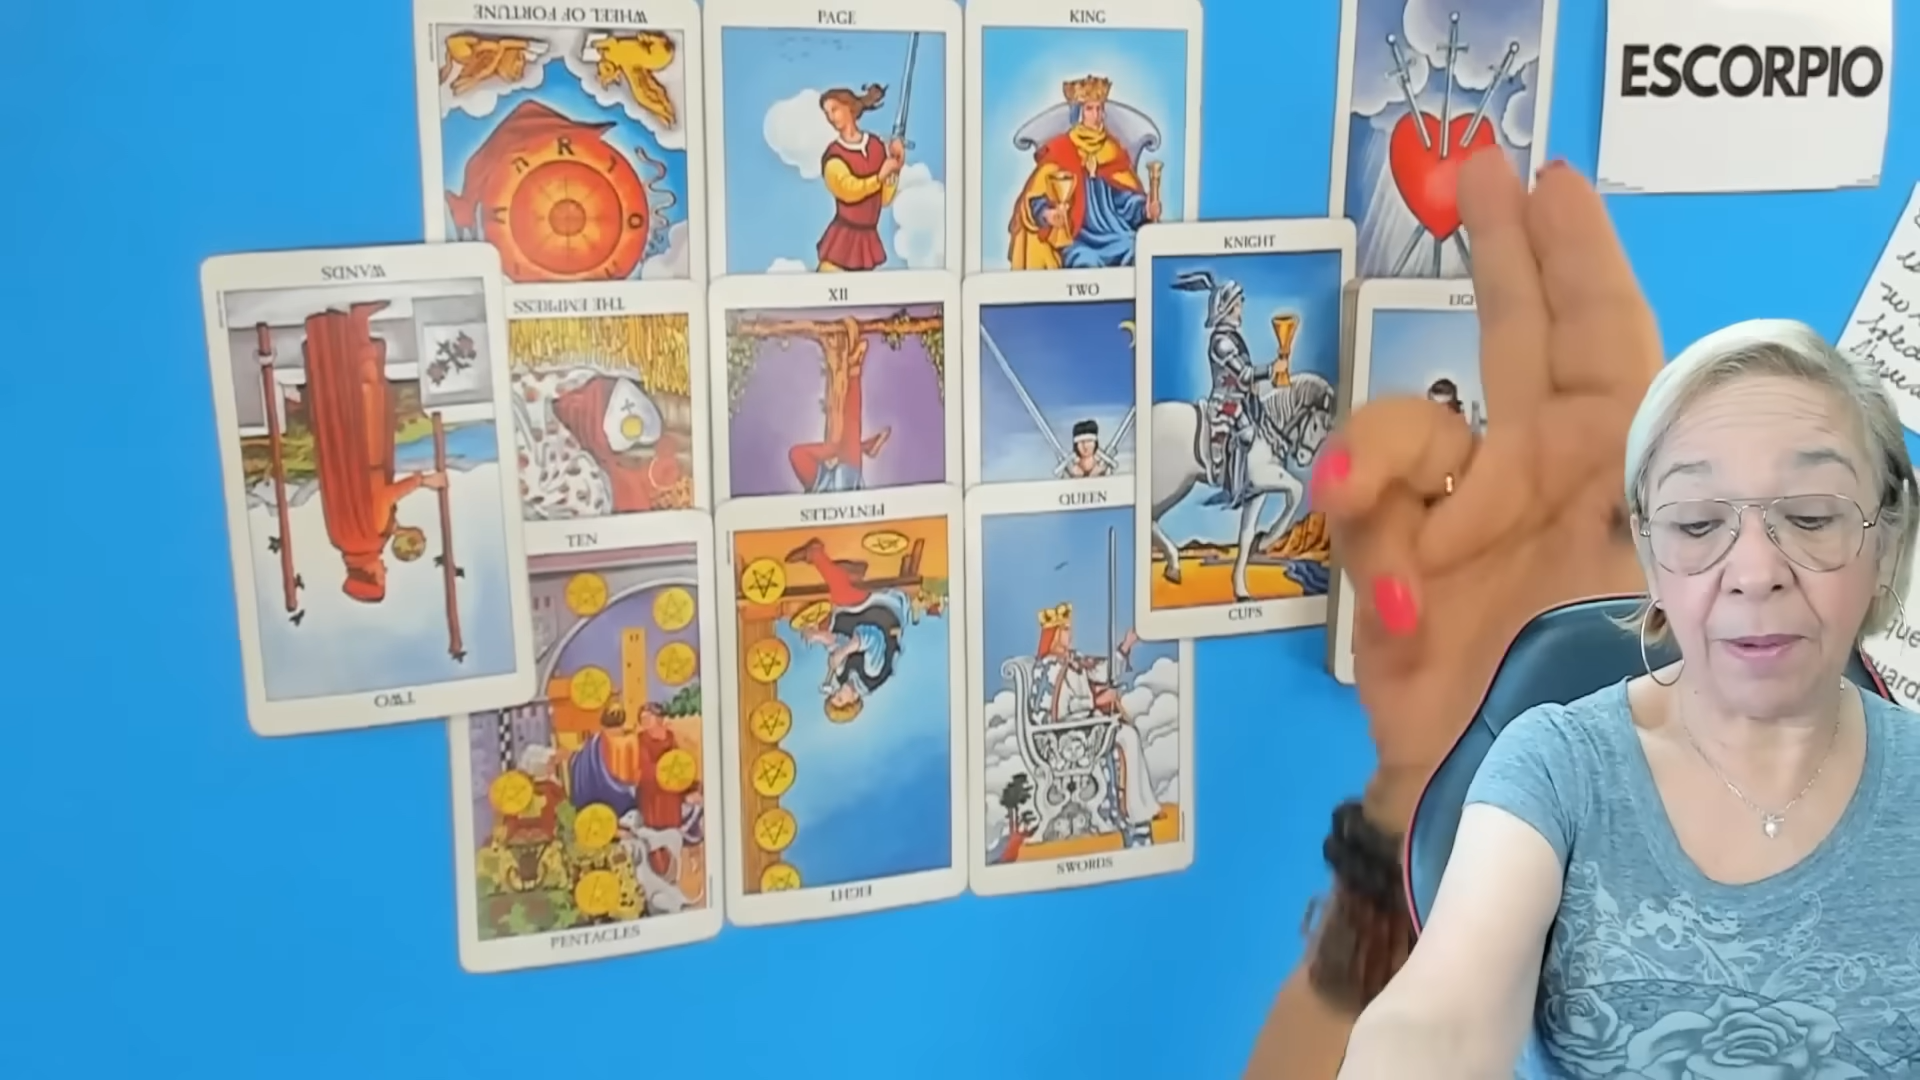 WHEEL OF FORTUNE
PAGE
KING
ESCORPIO
WANDS
THE EMPRESS
XII
TWO
KNIGHT
TWO
TEN
PENTACLES
QUEEN
CUPS
PENTACLES
EIGHT
SWORDS